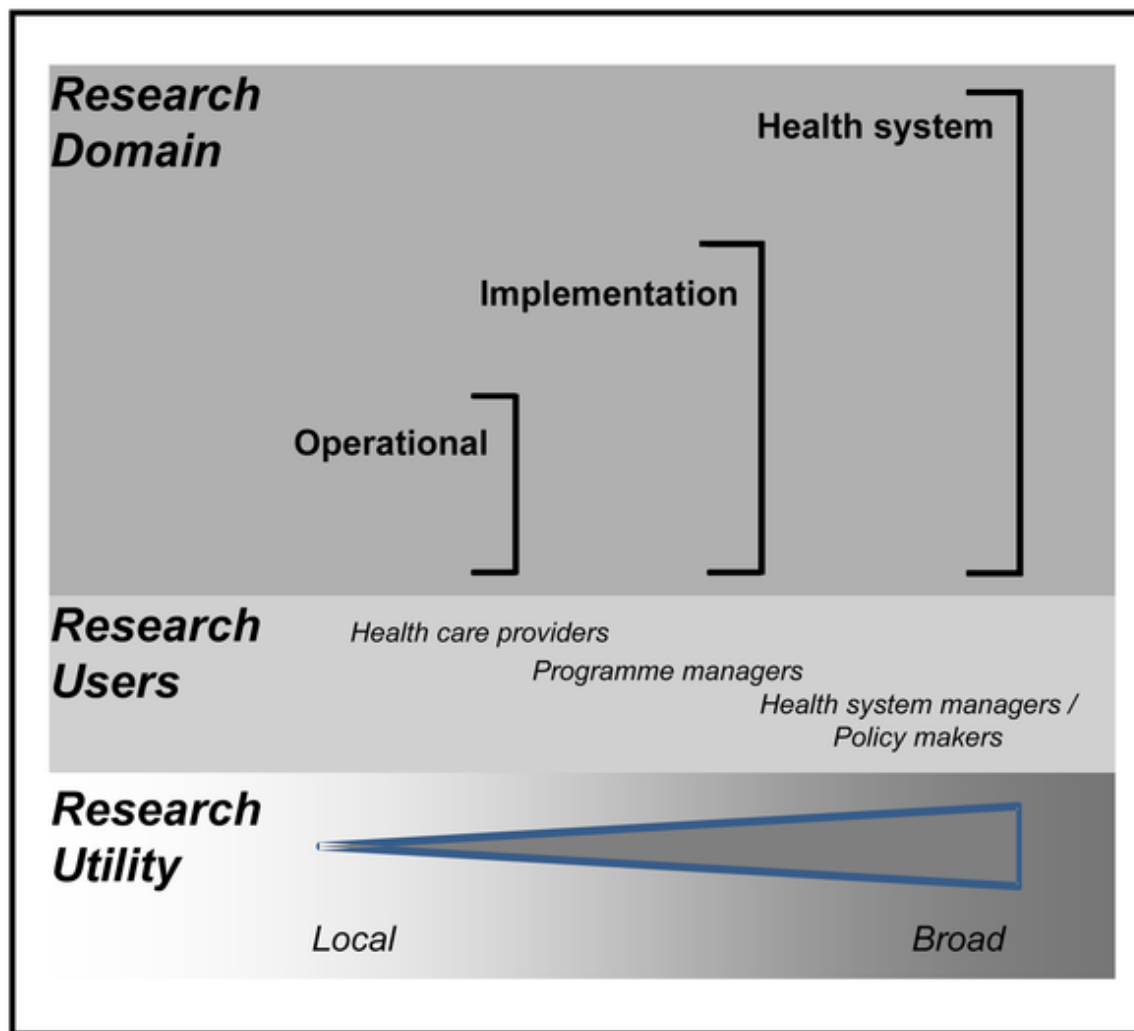 Research
Domain
Health system
Implementation
Operational
Research
Users
Health care providers
Programme managers
Health system managers /
Policy makers
Research
Utility
Local
Broad